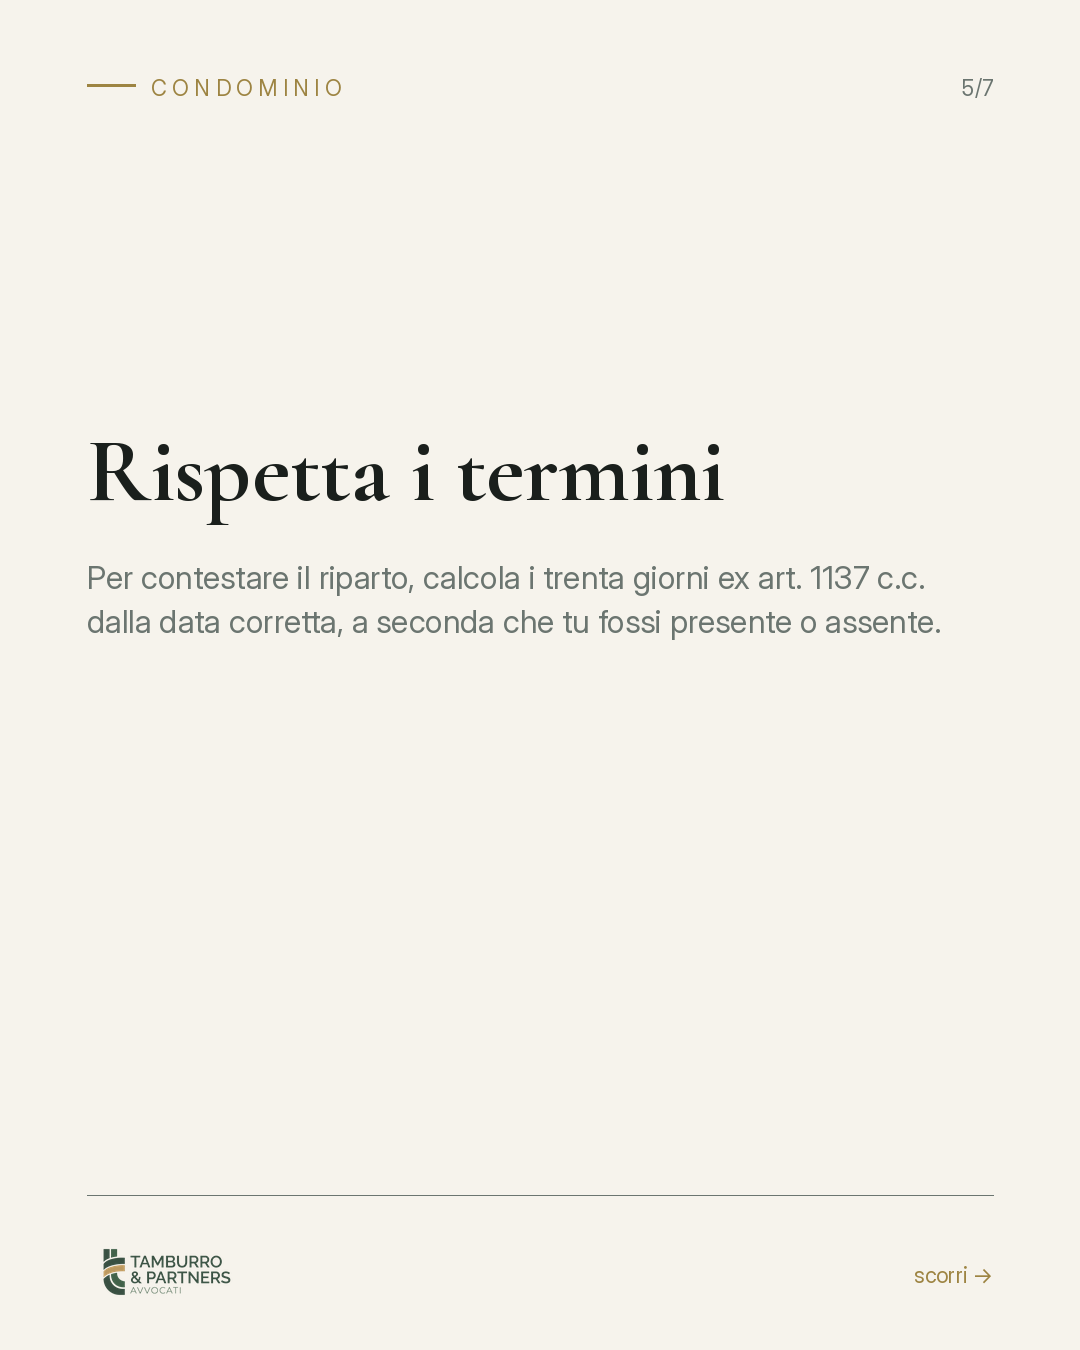 CONDOMINIO
5/7
Rispetta i termini
Per contestare il riparto, calcola i trenta giorni ex art. 1137 c.c.
dalla data corretta, a seconda che tu fossi presente o assente.
TAMBURRO
& PARTNERS
AVVOCATI
scorri →